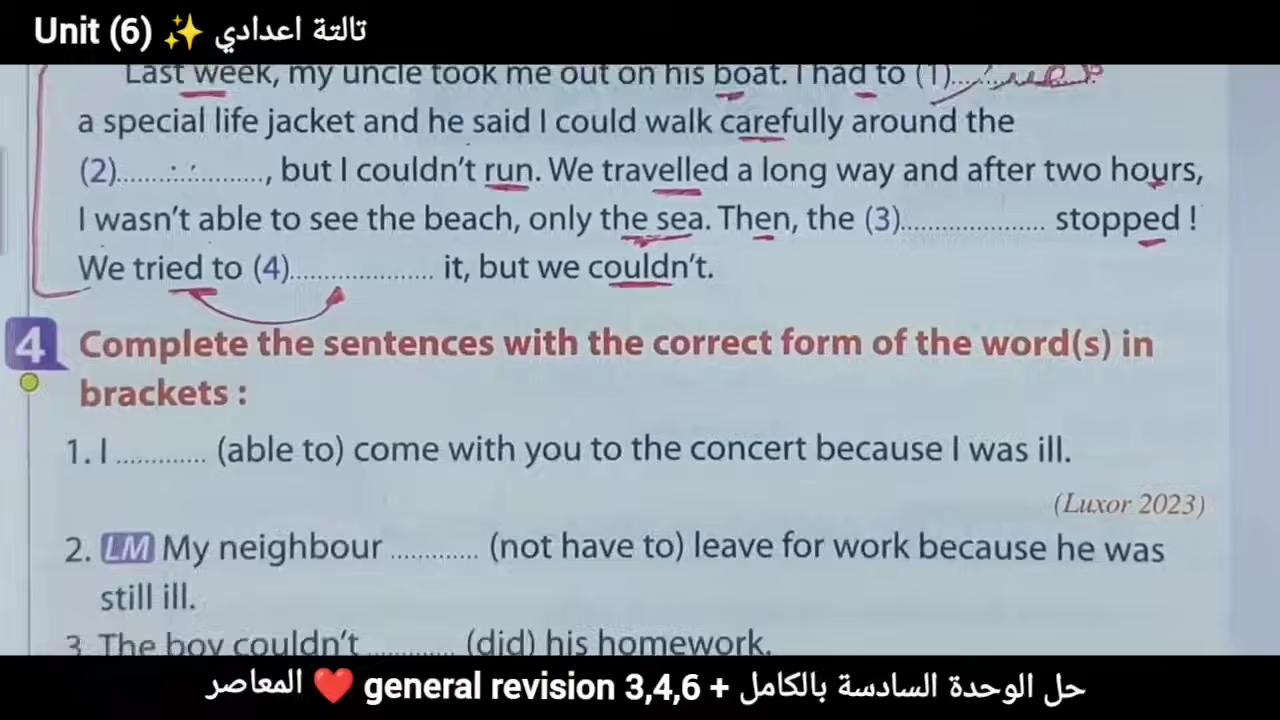 Unit (6) ✨ تالتة اعدادي
Last week, my uncle took me out on his boat. I had to (1)..............
a special life jacket and he said I could walk carefully around the
(2)...................., but I couldn't run. We travelled a long way and after two hours,
I wasn't able to see the beach, only the sea. Then, the (3).................... stopped !
We tried to (4).................... it, but we couldn't.
4 Complete the sentences with the correct form of the word(s) in
brackets :
1. I ............. (able to) come with you to the concert because I was ill.
(Luxor 2023)
2. LM My neighbour ............. (not have to) leave for work because he was
still ill.
3. The boy couldn't ............. (did) his homework.
حل الوحدة السادسة بالكامل + general revision 3,4,6 ❤️ المعاصر